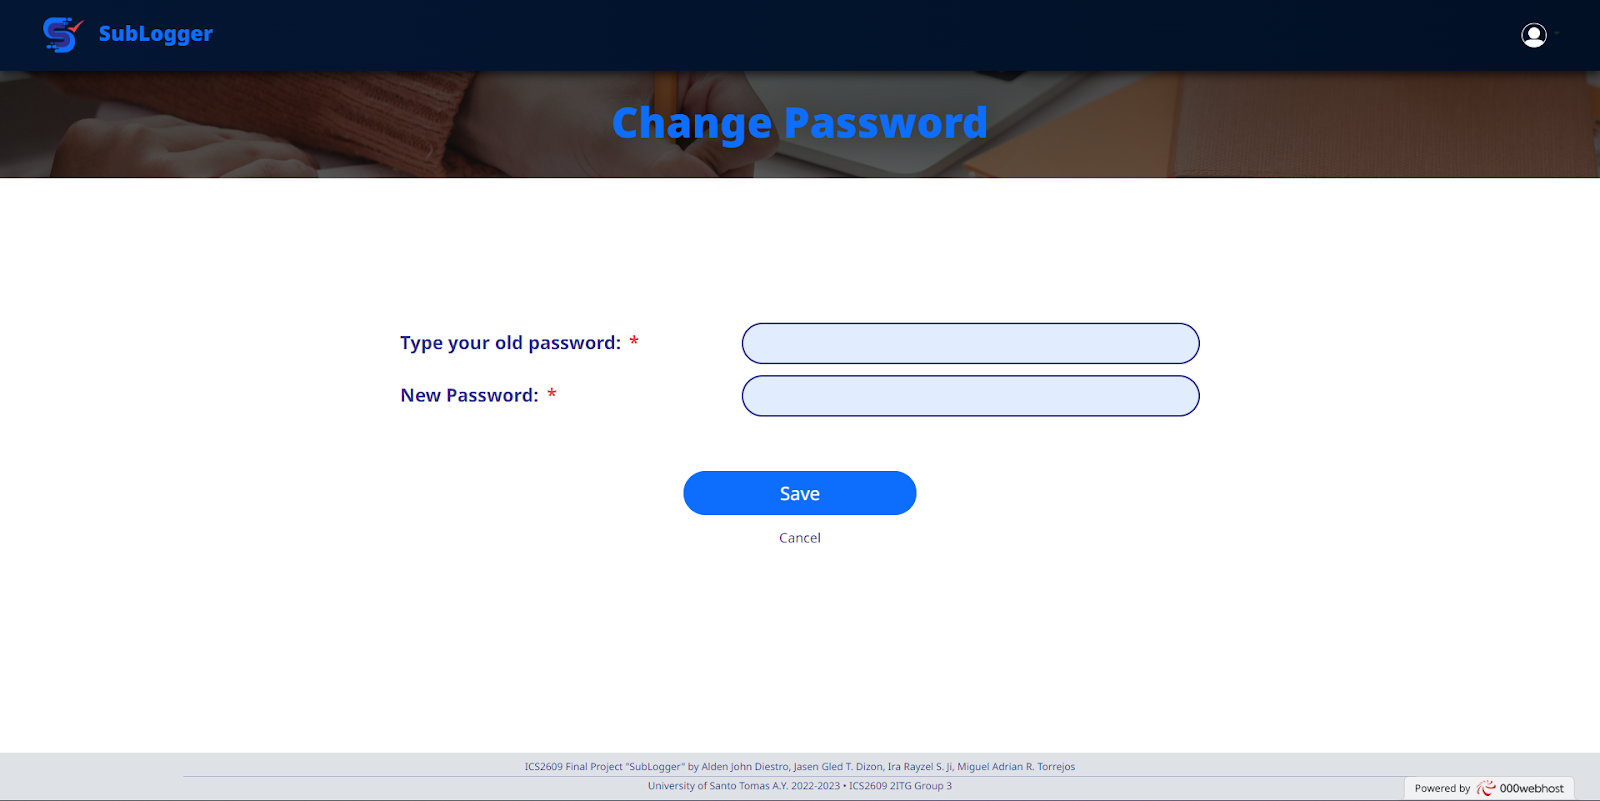 SubLogger
Change Password
Type your old password: *
New Password: *
Save
Cancel
ICS2609 Final Project "SubLogger" by Alden John Diestro, Jasen Gled T. Dizon, Ira Rayzel S. Ji, Miguel Adrian R. Torrejos
University of Santo Tomas A.Y. 2022-2023 • ICS2609 2ITG Group 3
Powered by 000webhost